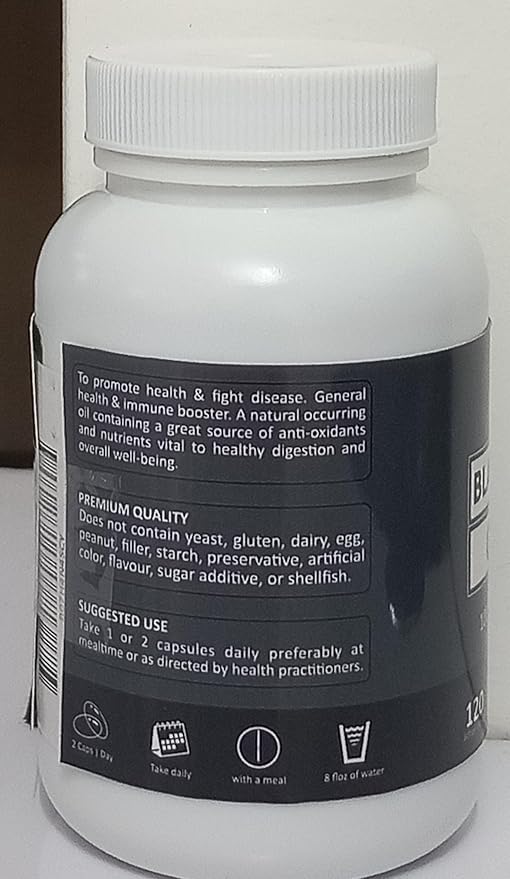 To promote health & fight disease. General
health & immune booster. A natural occurring
oil containing a great source of anti-oxidants
and nutrients vital to healthy digestion and
overall well-being.
PREMIUM QUALITY
Does not contain yeast, gluten, dairy, egg,
peanut, filler, starch, preservative, artificial
color, flavour, sugar additive, or shellfish.
SUGGESTED USE
Take 1 or 2 capsules daily preferably at
mealtime or as directed by health practitioners.
2 Caps | Day
Take daily
with a meal
8 floz of water
120